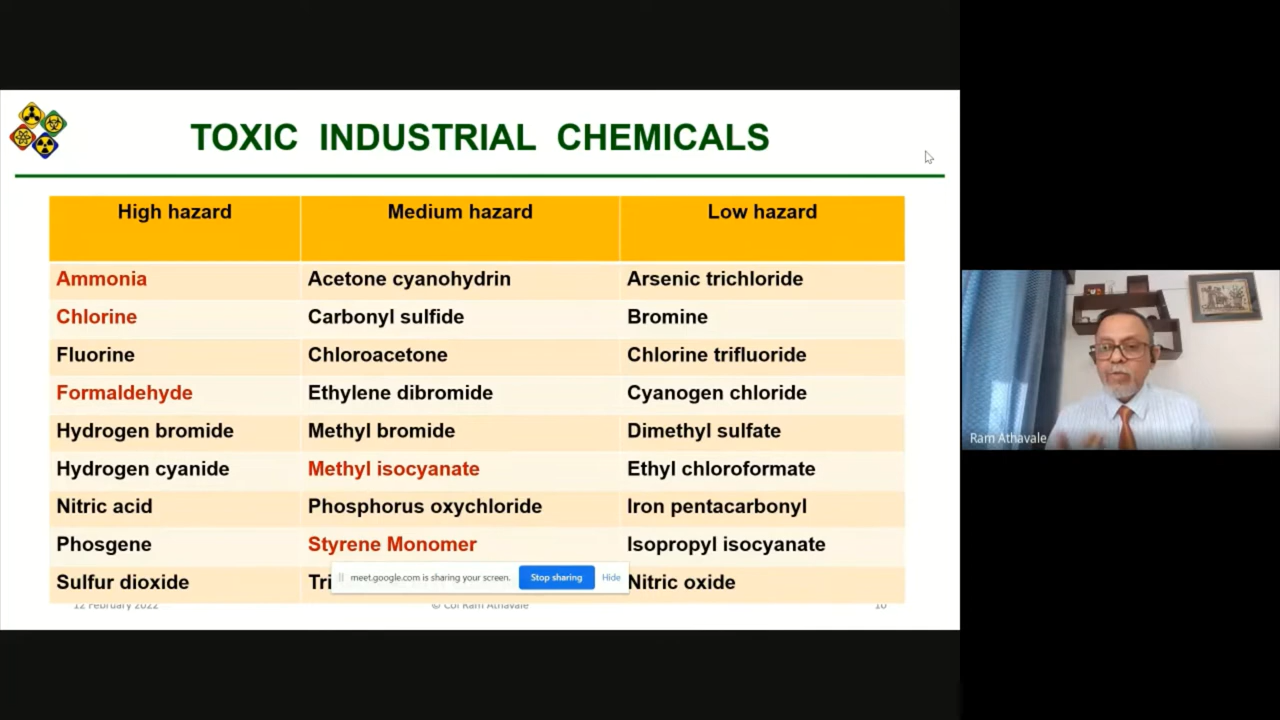 TOXIC INDUSTRIAL CHEMICALS
High hazard Medium hazard Low hazard
Ammonia Acetone cyanohydrin Arsenic trichloride
Chlorine Carbonyl sulfide Bromine
Fluorine Chloroacetone Chlorine trifluoride
Formaldehyde Ethylene dibromide Cyanogen chloride
Hydrogen bromide Methyl bromide Dimethyl sulfate
Hydrogen cyanide Methyl isocyanate Ethyl chloroformate
Nitric acid Phosphorus oxychloride Iron pentacarbonyl
Phosgene Styrene Monomer Isopropyl isocyanate
Sulfur dioxide Nitric oxide
meet.google.com is sharing your screen. Stop sharing Hide
12 February 2022 © Col Ram Athavale
Ram Athavale